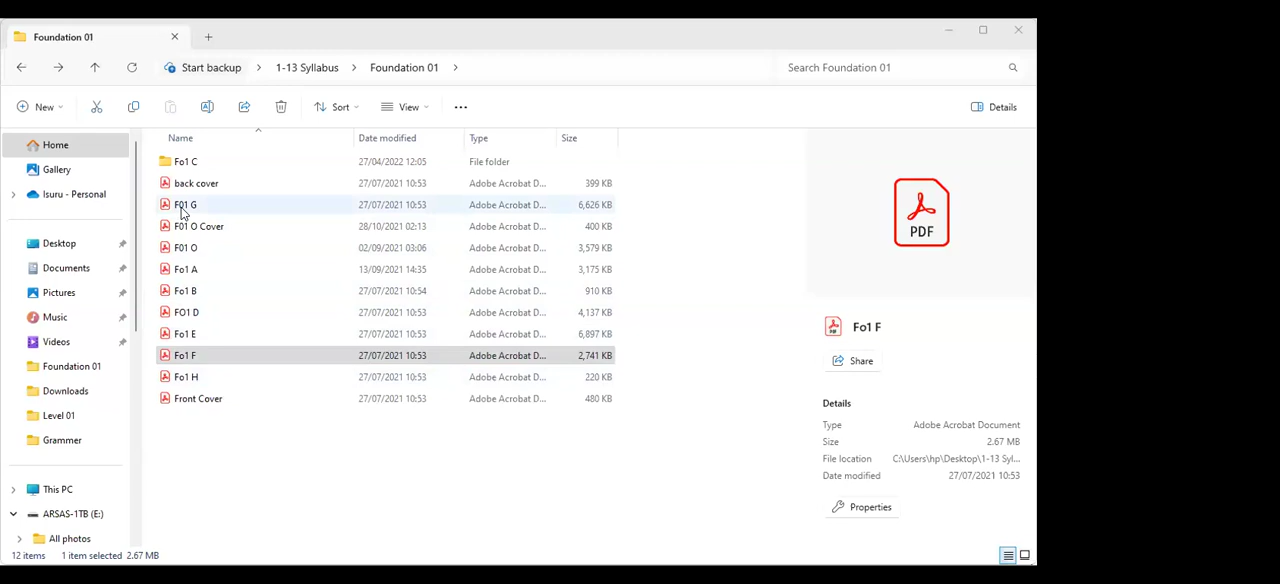 Foundation 01
Start backup > 1-13 Syllabus > Foundation 01 >
Search Foundation 01
New
Sort
View
Details
Home
Gallery
Isuru - Personal
Desktop
Documents
Pictures
Music
Videos
Foundation 01
Downloads
Level 01
Grammer
This PC
ARSAS-1TB (E:)
All photos
Name Date modified Type Size
Fo1 C 27/04/2022 12:05 File folder
back cover 27/07/2021 10:53 Adobe Acrobat D... 399 KB
F01 G 27/07/2021 10:53 Adobe Acrobat D... 6,626 KB
F01 O Cover 28/10/2021 02:13 Adobe Acrobat D... 400 KB
F01 O 02/09/2021 03:06 Adobe Acrobat D... 3,579 KB
Fo1 A 13/09/2021 14:35 Adobe Acrobat D... 3,175 KB
Fo1 B 27/07/2021 10:54 Adobe Acrobat D... 910 KB
FO1 D 27/07/2021 10:53 Adobe Acrobat D... 4,137 KB
Fo1 E 27/07/2021 10:53 Adobe Acrobat D... 6,897 KB
Fo1 F 27/07/2021 10:53 Adobe Acrobat D... 2,741 KB
Fo1 H 27/07/2021 10:53 Adobe Acrobat D... 220 KB
Front Cover 27/07/2021 10:53 Adobe Acrobat D... 480 KB
PDF
Fo1 F
Share
Details
Type Adobe Acrobat Document
Size 2.67 MB
File location C:\Users\hp\Desktop\1-13 Syl...
Date modified 27/07/2021 10:53
Properties
12 items 1 item selected 2.67 MB